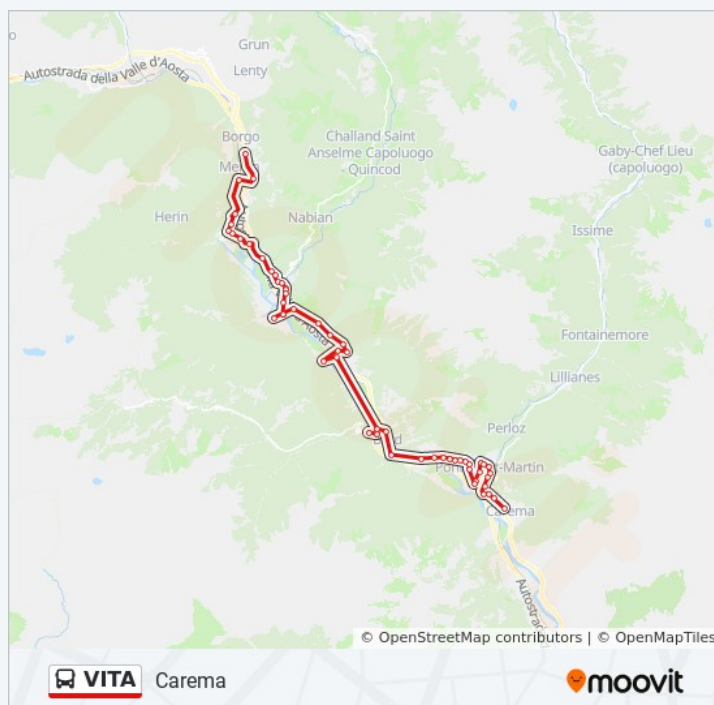 Grun
Lenty
Autostrada della Valle d'Aosta
Borgo
Challand Saint
Anselme Capoluogo
Quincod
Gaby-Chef Lieu
(capoluogo)
Herin
Nabian
Issime
Fontainemore
Lillianes
Perloz
Carema
© OpenStreetMap contributors | © OpenMapTiles
VITA
Carema
moovit